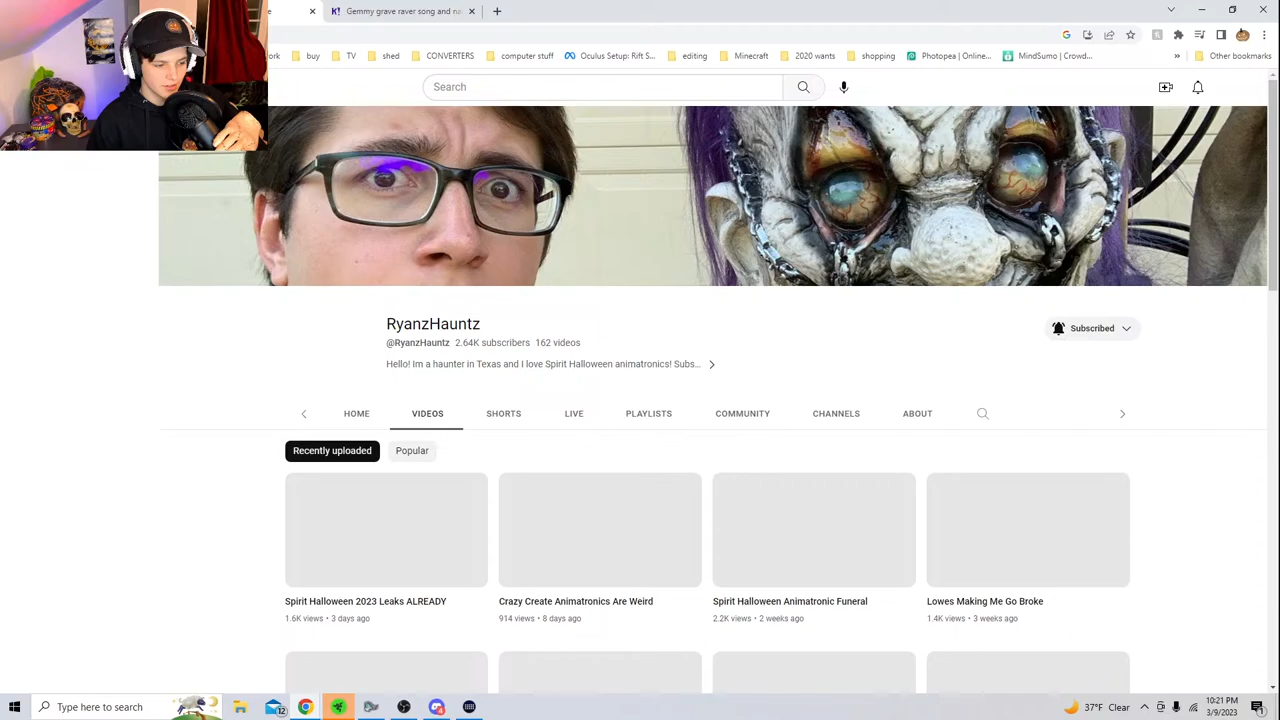 Gemmy grave raver song and na
buy
TV
shed
CONVERTERS
computer stuff
Oculus Setup: Rift S...
editing
Minecraft
2020 wants
shopping
Photopea | Online...
MindSumo | Crowd...
»
Other bookmarks
Search
RyanzHauntz
@RyanzHauntz 2.64K subscribers 162 videos
Hello! Im a haunter in Texas and I love Spirit Halloween animatronics! Subs...
Subscribed
HOME
VIDEOS
SHORTS
LIVE
PLAYLISTS
COMMUNITY
CHANNELS
ABOUT
Recently uploaded
Popular
Spirit Halloween 2023 Leaks ALREADY
1.6K views • 3 days ago
Crazy Create Animatronics Are Weird
914 views • 8 days ago
Spirit Halloween Animatronic Funeral
2.2K views • 2 weeks ago
Lowes Making Me Go Broke
1.4K views • 3 weeks ago
Type here to search
12
37°F Clear
10:21 PM
3/9/2023
1